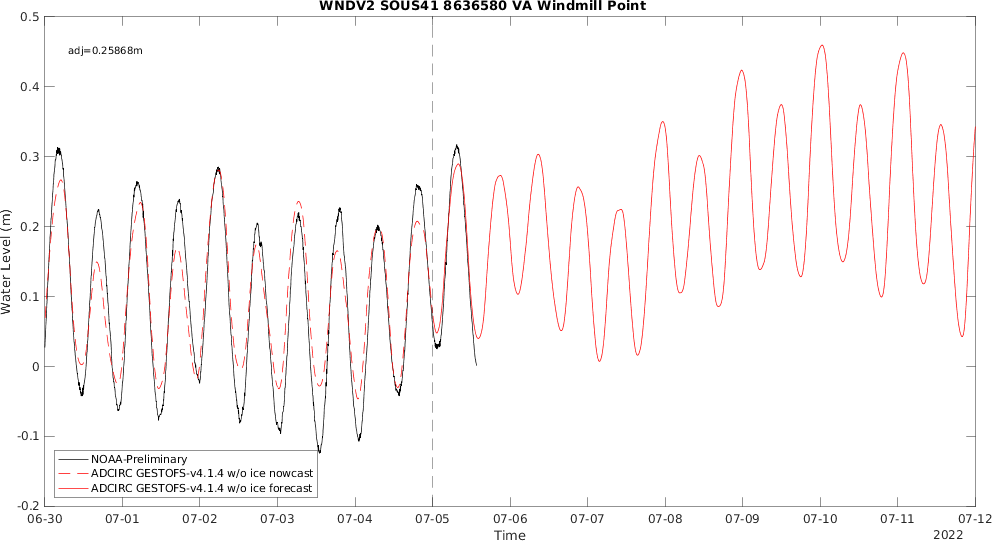 WNDV2 SOUS41 8636580 VA Windmill Point
adj=0.25868m
0.5
0.4
0.3
0.2
0.1
0
-0.1
-0.2
Water Level (m)
NOAA-Preliminary
ADCIRC GESTOFS-v4.1.4 w/o ice nowcast
ADCIRC GESTOFS-v4.1.4 w/o ice forecast
06-30 07-01 07-02 07-03 07-04 07-05 07-06 07-07 07-08 07-09 07-10 07-11 07-12
Time
2022